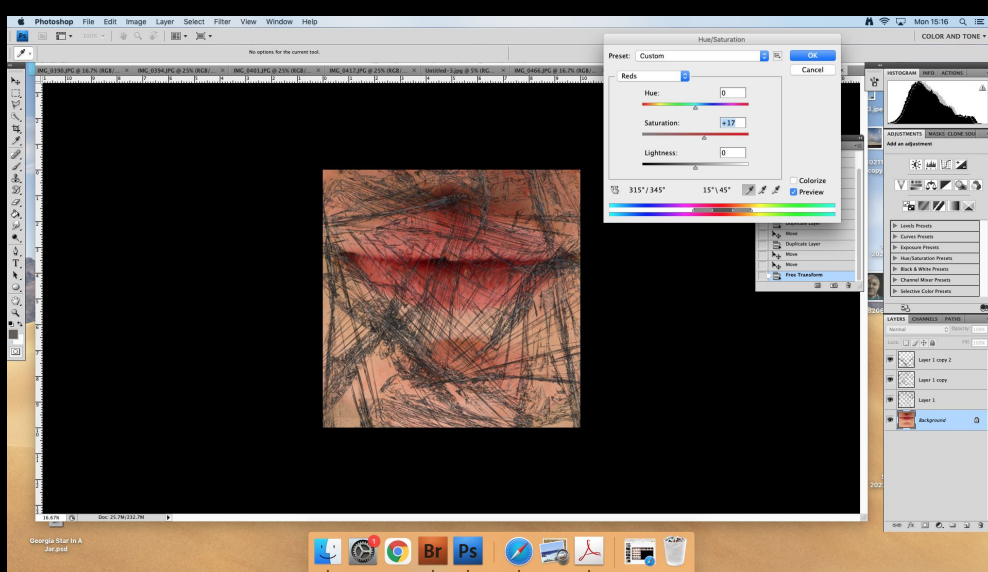 Photoshop File Edit Image Layer Select Filter View Window Help
Mon 15:16
Ps
100%
COLOR AND TONE
No options for the current tool.
IMG_0390.JPG @ 16.7% (RGB/... × IMG_0394.JPG @ 25% (RGB/... × IMG_0401.JPG @ 25% (RGB/... × IMG_0417.JPG @ 25% (RGB/... × Untitled-3.jpg @ 5% (RG... × IMG_0466.JPG @ 16.7% (RGB/
Hue/Saturation
Preset: Custom
OK
Cancel
Reds
Hue: 0
Saturation: +17
Lightness: 0
Colorize
Preview
315°/345° 15°\45°
Duplicate Layer
Move
Duplicate Layer
Move
Move
Free Transform
HISTOGRAM INFO ACTIONS
ADJUSTMENTS MASKS CLONE SOU
Add an adjustment
Levels Presets
Curves Presets
Exposure Presets
Hue/Saturation Presets
Black & White Presets
Channel Mixer Presets
Selective Color Presets
LAYERS CHANNELS PATHS
Normal Opacity: 100%
Lock: Fill: 100%
Layer 1 copy 2
Layer 1 copy
Layer 1
Background
16.67% Doc: 25.7M/232.7M
Georgia Star In A
Jar.psd
1
Br Ps